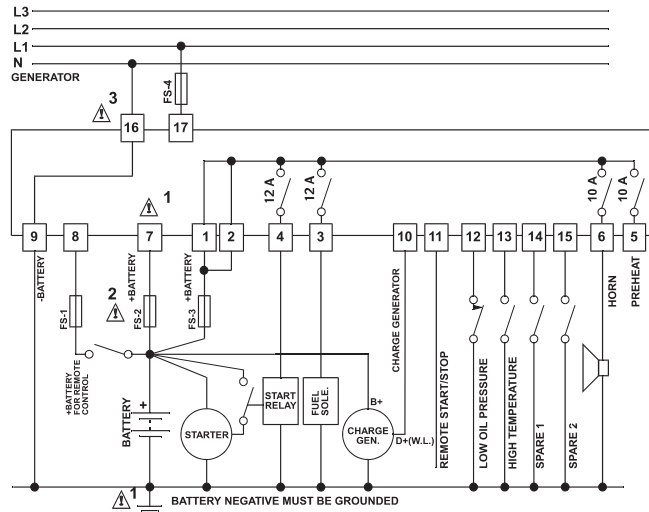 L3
L2
L1
N
GENERATOR
FS-4
3
16
17
1
12 A
12 A
10 A
10 A
9
8
7
1
2
4
3
10
11
12
13
14
15
6
5
-BATTERY
+BATTERY
+BATTERY
CHARGE GENERATOR
HORN
PREHEAT
FS-1
2
FS-2
FS-3
+BATTERY
FOR REMOTE
CONTROL
REMOTE START/STOP
LOW OIL PRESSURE
HIGH TEMPERATURE
SPARE 1
SPARE 2
BATTERY
+
-
STARTER
START
RELAY
FUEL
SOLE.
B+
CHARGE
GEN.
D+(W.L.)
1
BATTERY NEGATIVE MUST BE GROUNDED